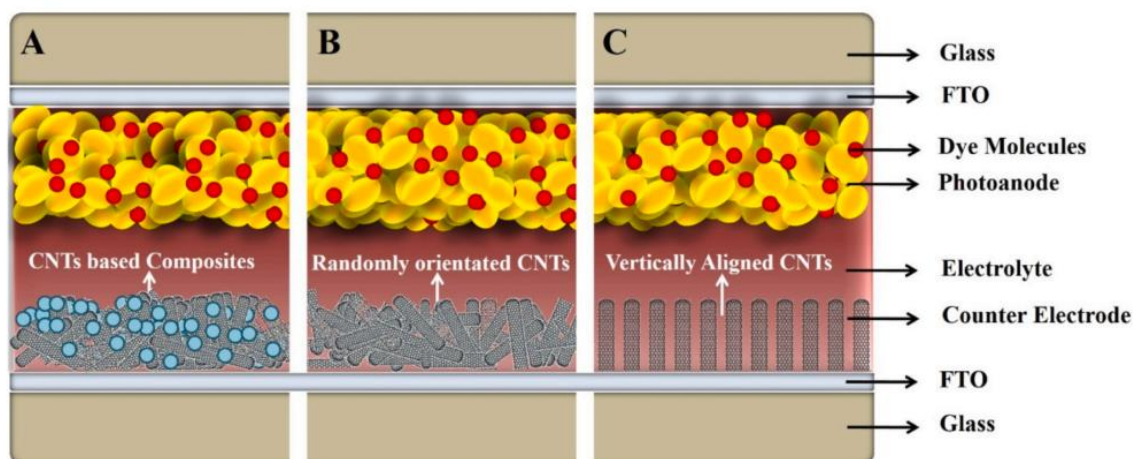 A
B
C
Glass
FTO
Dye Molecules
Photoanode
CNTs based Composites
Randomly orientated CNTs
Vertically Aligned CNTs
Electrolyte
Counter Electrode
FTO
Glass